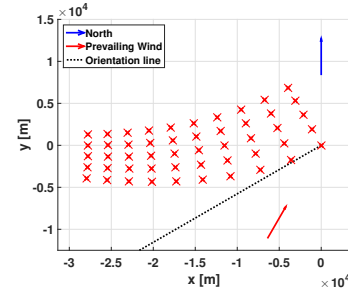 ×10⁴
1.5
North
Prevailing Wind
Orientation line
1
0.5
0
-0.5
-1
y [m]
-3 -2.5 -2 -1.5 -1 -0.5 0
x [m]
×10⁴